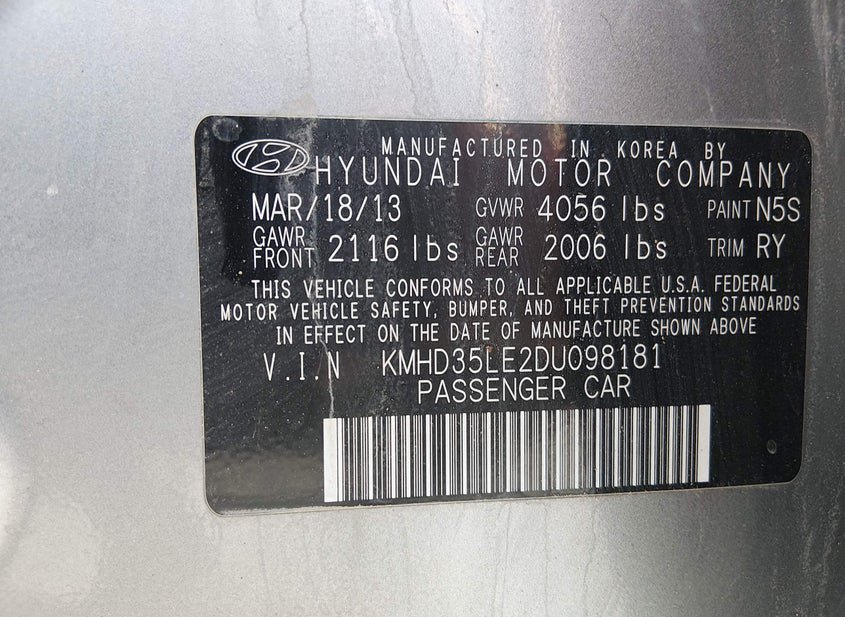 MANUFACTURED IN KOREA BY
HYUNDAI MOTOR COMPANY
MAR/18/13 GVWR 4056 lbs PAINT N5S
GAWR FRONT 2116 lbs GAWR REAR 2006 lbs TRIM RY
THIS VEHICLE CONFORMS TO ALL APPLICABLE U.S.A. FEDERAL
MOTOR VEHICLE SAFETY, BUMPER, AND THEFT PREVENTION STANDARDS
IN EFFECT ON THE DATE OF MANUFACTURE SHOWN ABOVE
V.I.N KMHD35LE2DU098181
PASSENGER CAR